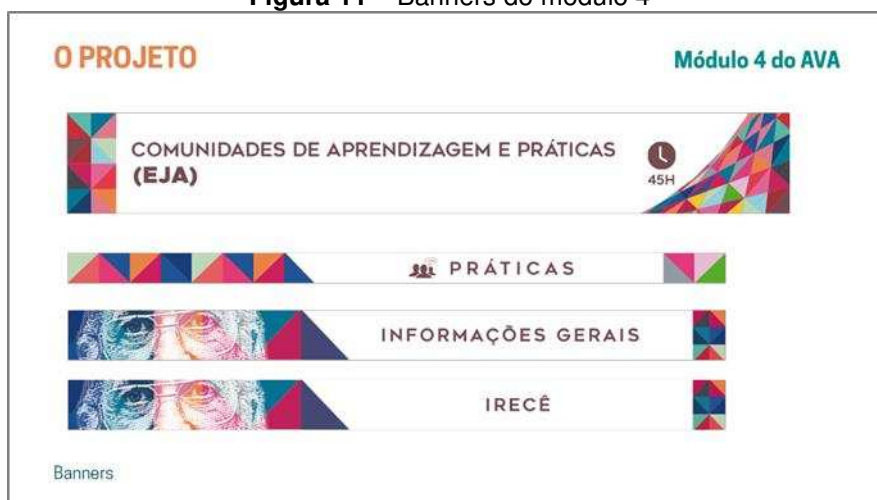 Figura 11 – Banners do módulo 4
O PROJETO
Módulo 4 do AVA
COMUNIDADES DE APRENDIZAGEM E PRÁTICAS
(EJA)
45H
PRÁTICAS
INFORMAÇÕES GERAIS
IRECÊ
Banners